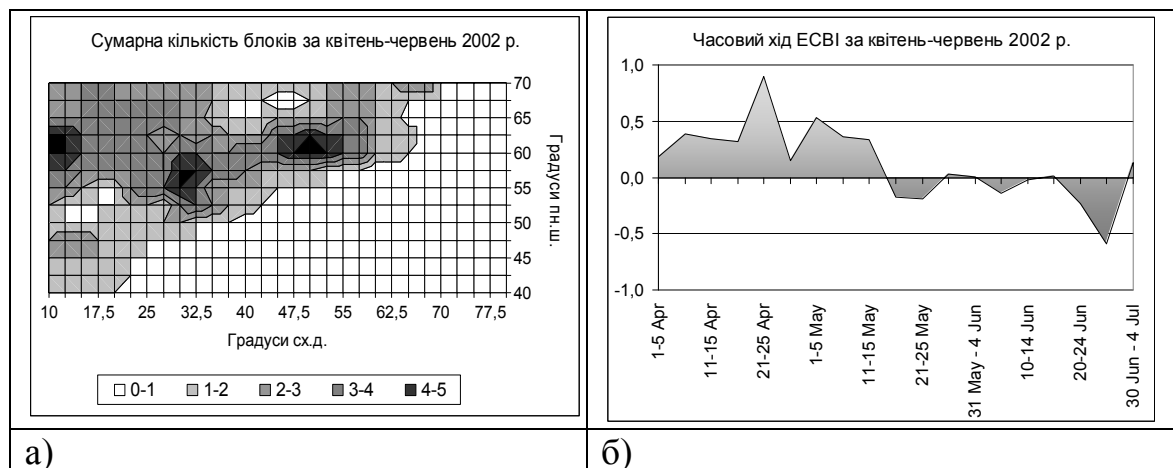 Сумарна кількість блоків за квітень-червень 2002 р.
70
65
60
55
50
45
40
Градуси пн.ш.
10 17,5 25 32,5 40 47,5 55 62,5 70 77,5
Градуси сх.д.
0-1 1-2 2-3 3-4 4-5
а)
Часовий хід ЕСВІ за квітень-червень 2002 р.
1,0
0,5
0,0
-0,5
-1,0
1-5 Apr
11-15 Apr
21-25 Apr
1-5 May
11-15 May
21-25 May
31 May - 4 Jun
10-14 Jun
20-24 Jun
30 Jun - 4 Jul
б)